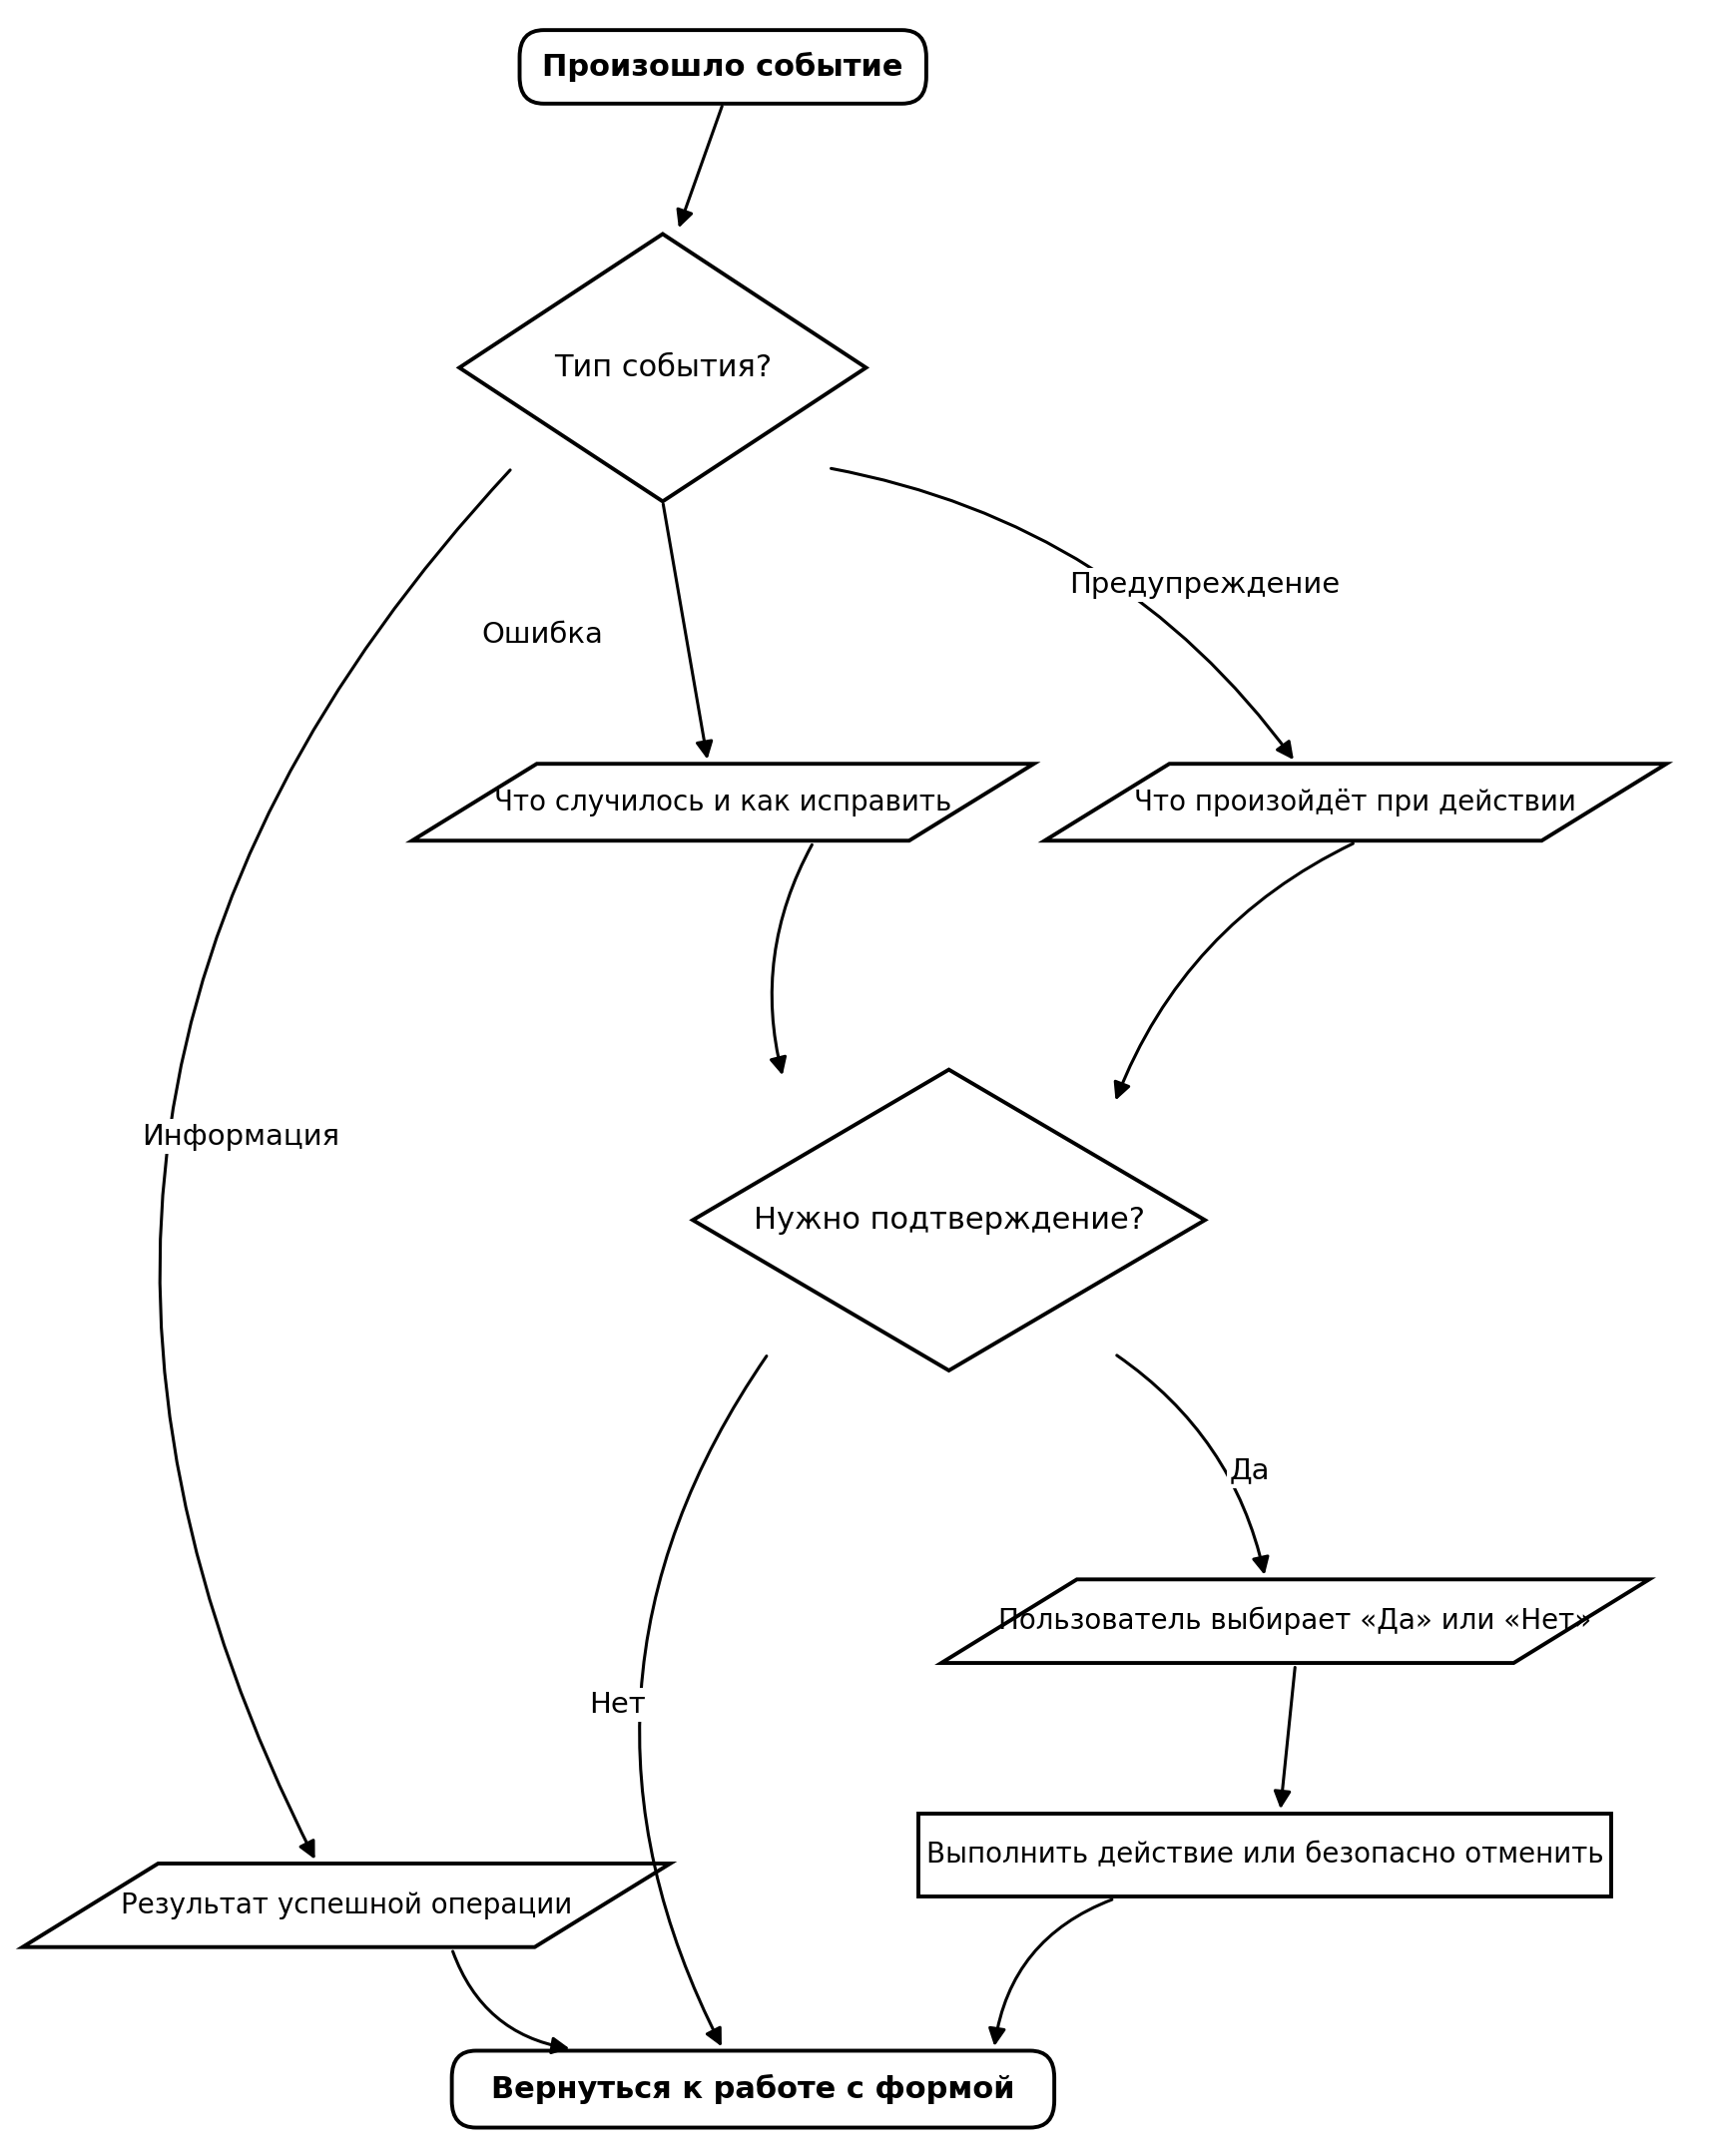 Произошло событие
Тип события?
Предупреждение
Ошибка
Что случилось и как исправить
Что произойдёт при действии
Информация
Нужно подтверждение?
Да
Пользователь выбирает «Да» или «Нет»
Нет
Выполнить действие или безопасно отменить
Результат успешной операции
Вернуться к работе с формой